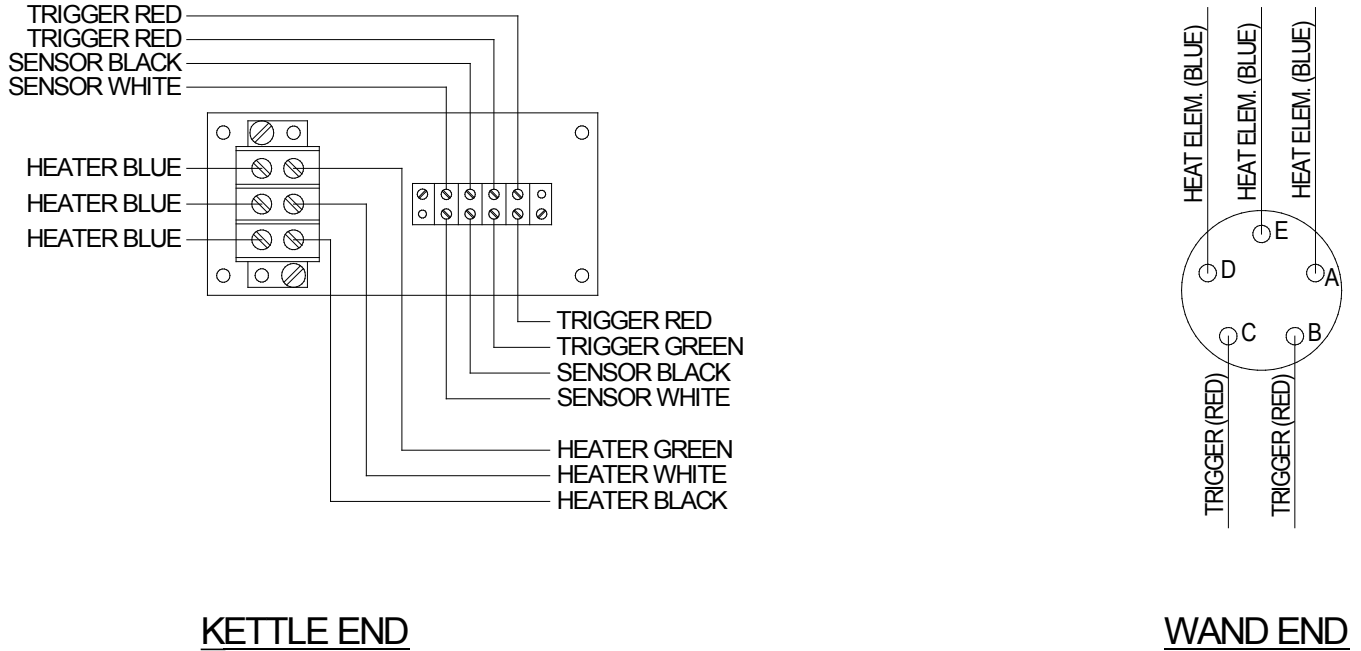 TRIGGER RED
TRIGGER RED
SENSOR BLACK
SENSOR WHITE
HEATER BLUE
HEATER BLUE
HEATER BLUE
TRIGGER RED
TRIGGER GREEN
SENSOR BLACK
SENSOR WHITE
HEATER GREEN
HEATER WHITE
HEATER BLACK
KETTLE END
HEAT ELEM. (BLUE)
HEAT ELEM. (BLUE)
HEAT ELEM. (BLUE)
E
D
A
C
B
TRIGGER (RED)
TRIGGER (RED)
WAND END